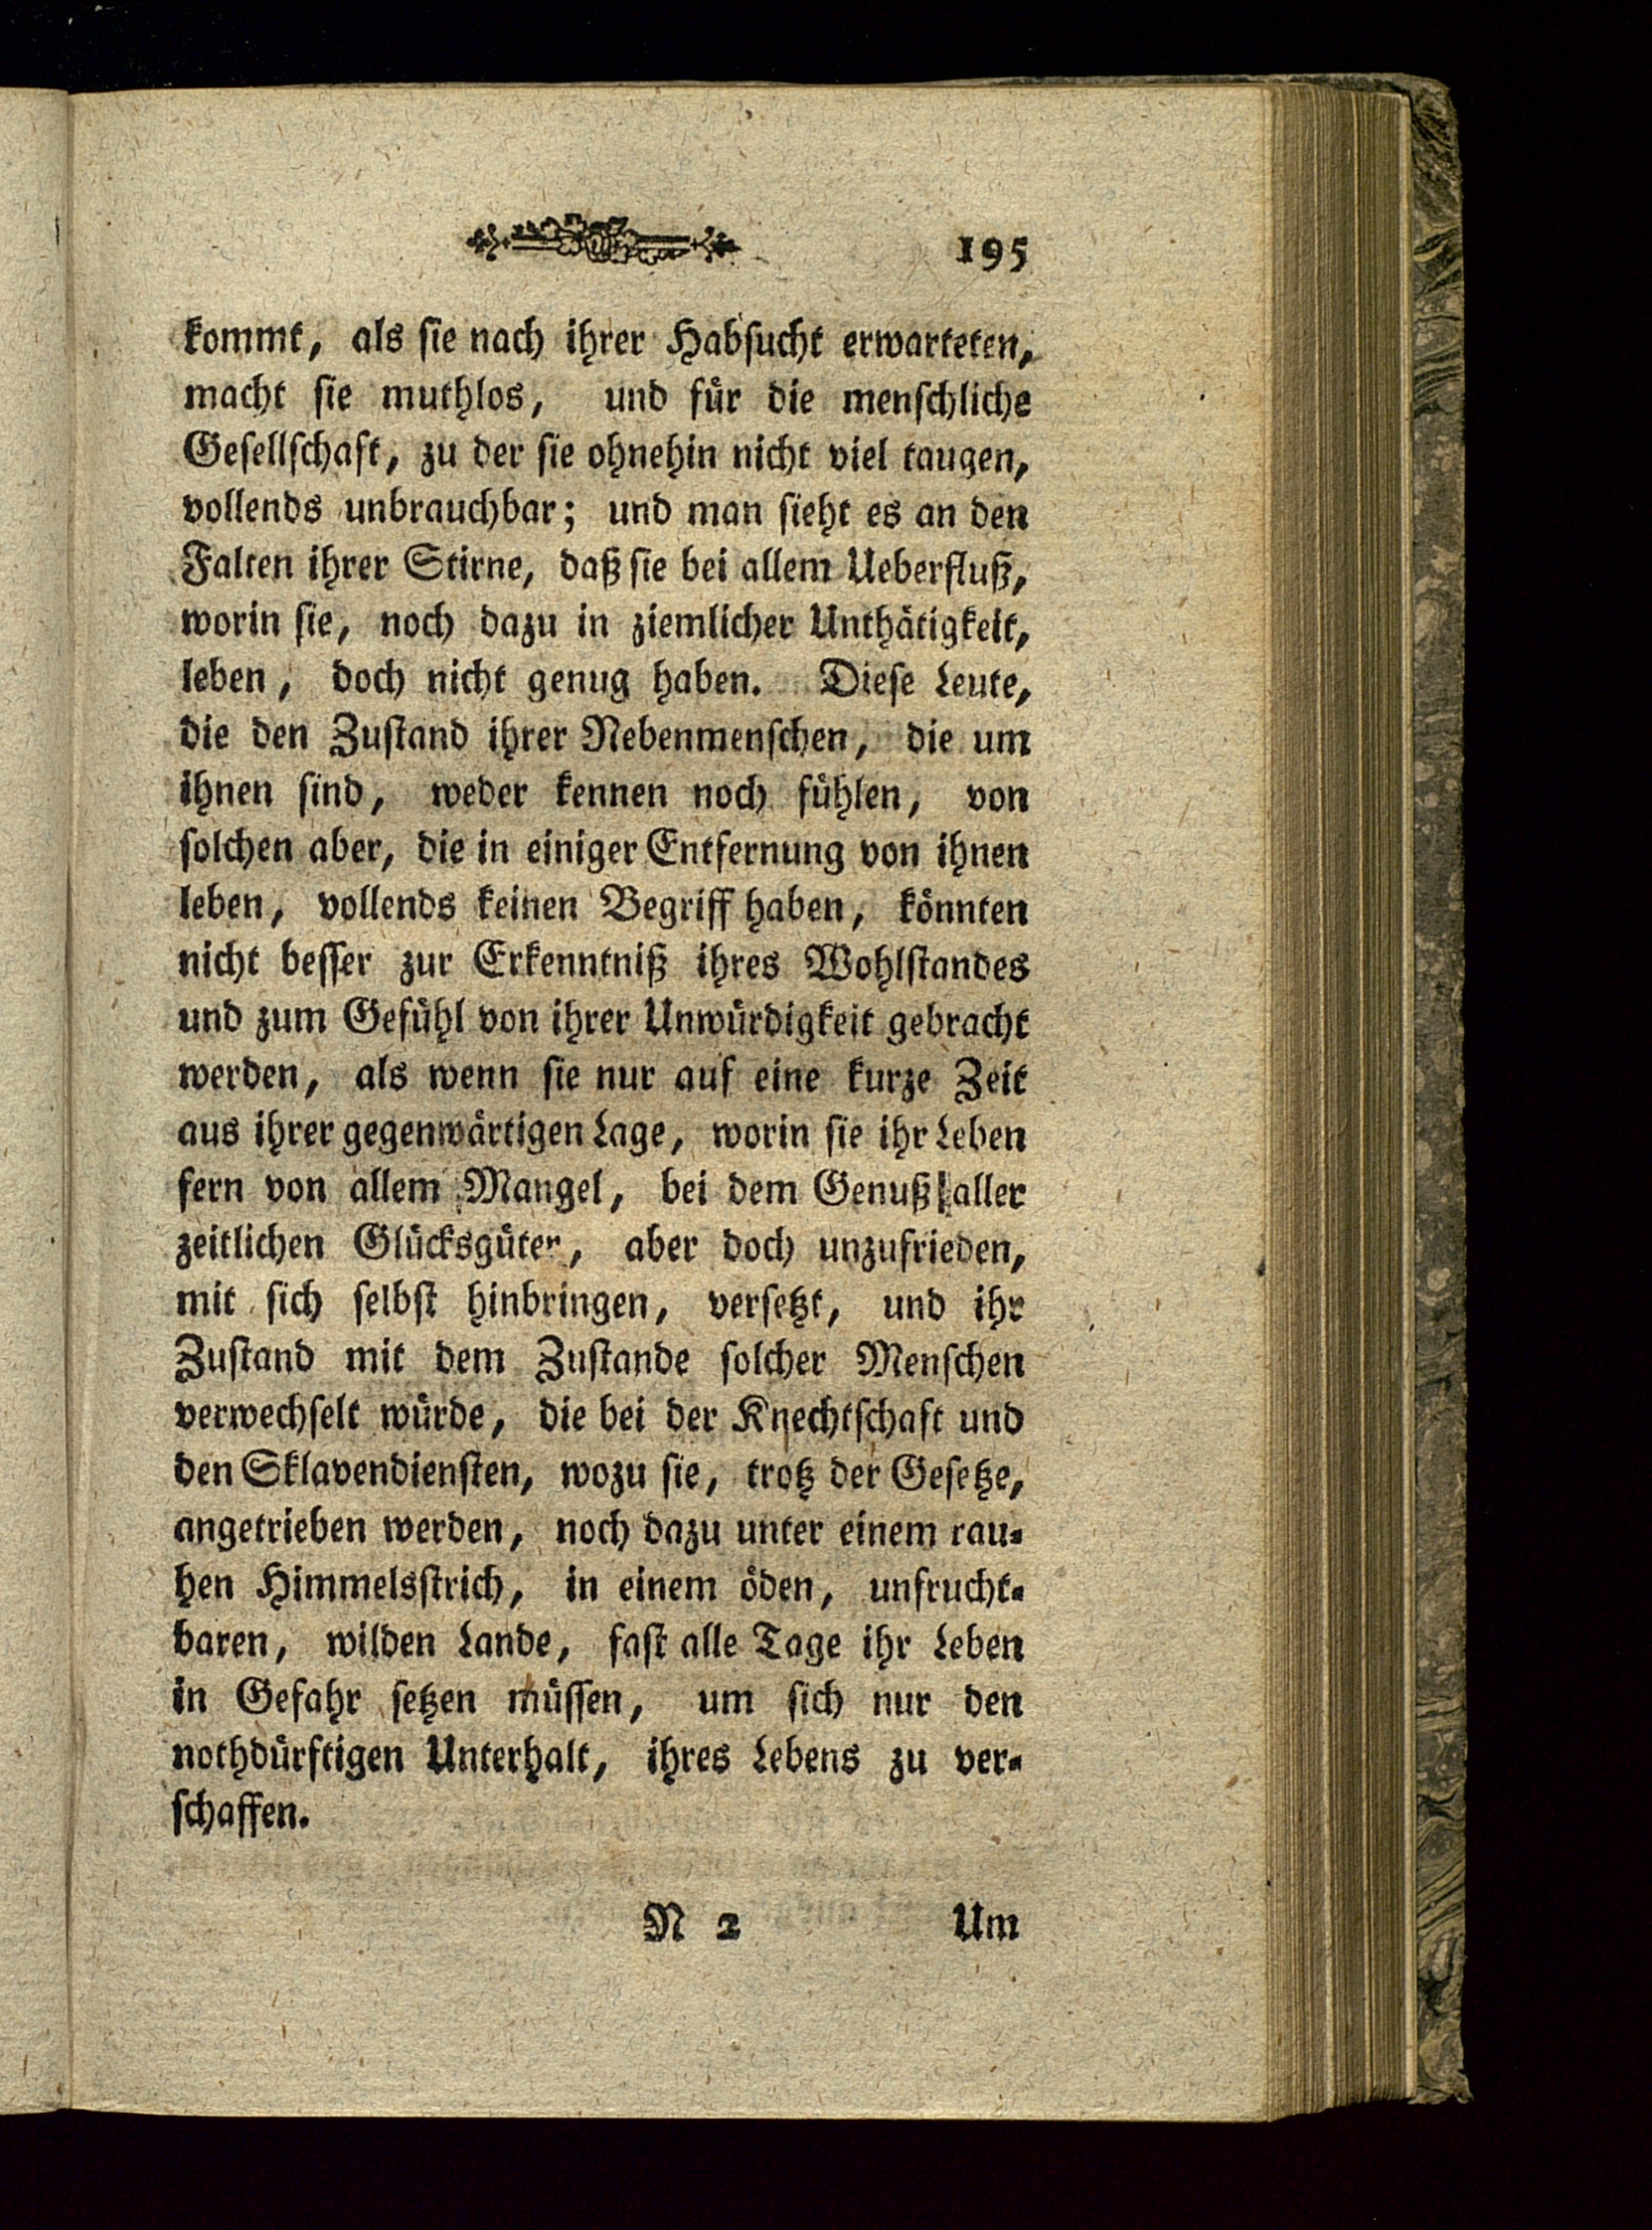 195
kommt, als sie nach ihrer Habsucht erwarteten,
macht sie muthlos, und für die menschliche
Gesellschaft, zu der sie ohnehin nicht viel taugen,
vollends unbrauchbar; und man sieht es an den
Falten ihrer Stirne, daß sie bei allem Ueberfluß,
worin sie, noch dazu in ziemlicher Unthätigkeit,
leben, doch nicht genug haben. Diese Leute,
die den Zustand ihrer Nebenmenschen, die um
ihnen sind, weder kennen noch fühlen, von
solchen aber, die in einiger Entfernung von ihnen
leben, vollends keinen Begriff haben, könnten
nicht besser zur Erkenntniß ihres Wohlstandes
und zum Gefühl von ihrer Unwürdigkeit gebracht
werden, als wenn sie nur auf eine kurze Zeit
aus ihrer gegenwärtigen Lage, worin sie ihr Leben
fern von allem Mangel, bei dem Genuß aller
zeitlichen Glücksgüter, aber doch unzufrieden,
mit sich selbst hinbringen, versetzt, und ihr
Zustand mit dem Zustande solcher Menschen
verwechselt würde, die bei der Knechtschaft und
den Sklavendiensten, wozu sie, trotz der Gesetze,
angetrieben werden, noch dazu unter einem rau-
hen Himmelsstrich, in einem öden, unfrucht-
baren, wilden Lande, fast alle Tage ihr Leben
in Gefahr setzen müssen, um sich nur den
nothdürftigen Unterhalt, ihres Lebens zu ver-
schaffen.
N 2 Um